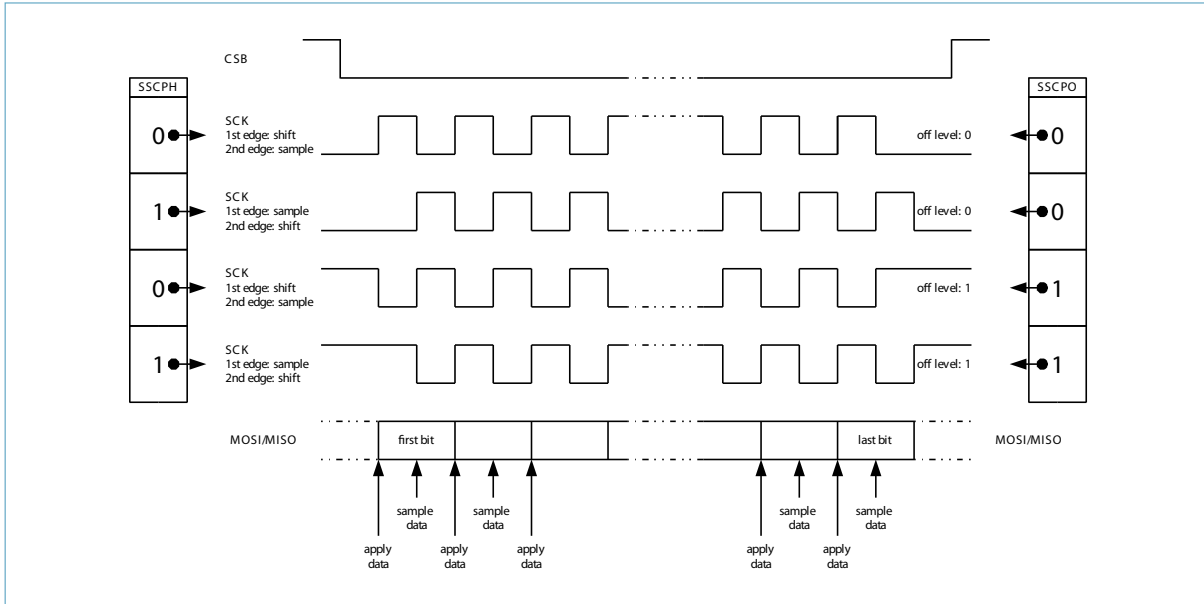 CSB
SSCPH
SSCPO
0
SCK
1st edge: shift
2nd edge: sample
off level: 0
0
1
SCK
1st edge: sample
2nd edge: shift
off level: 0
0
0
SCK
1st edge: shift
2nd edge: sample
off level: 1
1
1
SCK
1st edge: sample
2nd edge: shift
off level: 1
1
MOSI/MISO
first bit
last bit
MOSI/MISO
sample
data
sample
data
sample
data
sample
data
apply
data
apply
data
apply
data
apply
data
apply
data